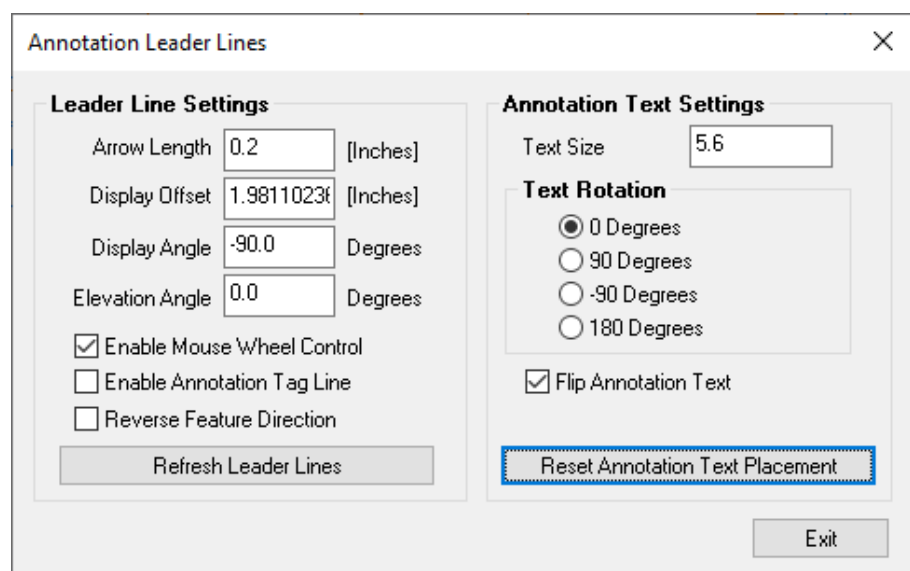 Annotation Leader Lines
Leader Line Settings
Arrow Length 0.2 [Inches]
Display Offset 1.98110236 [Inches]
Display Angle -90.0 Degrees
Elevation Angle 0.0 Degrees
Enable Mouse Wheel Control
Enable Annotation Tag Line
Reverse Feature Direction
Refresh Leader Lines
Annotation Text Settings
Text Size 5.6
Text Rotation
0 Degrees
90 Degrees
-90 Degrees
180 Degrees
Flip Annotation Text
Reset Annotation Text Placement
Exit